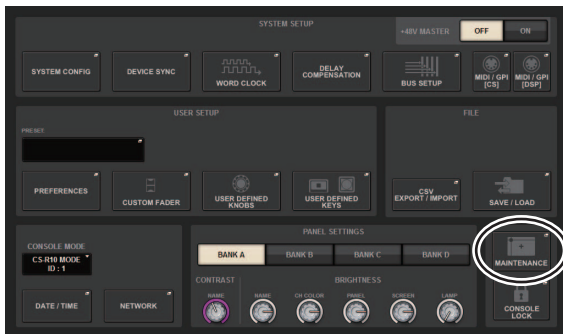 SYSTEM SETUP
+48V MASTER
OFF
ON
SYSTEM CONFIG
DEVICE SYNC
WORD CLOCK
DELAY
COMPENSATION
BUS SETUP
MIDI / GPI
[CS]
MIDI / GPI
[DSP]
USER SETUP
PRESET
PREFERENCES
CUSTOM FADER
USER DEFINED
KNOBS
USER DEFINED
KEYS
FILE
CSV
EXPORT / IMPORT
SAVE / LOAD
CONSOLE MODE
CS-R10 MODE
ID : 1
DATE / TIME
NETWORK
PANEL SETTINGS
BANK A
BANK B
BANK C
BANK D
CONTRAST
BRIGHTNESS
NAME
NAME
CH COLOR
PANEL
SCREEN
LAMP
MAINTENANCE
CONSOLE
LOCK